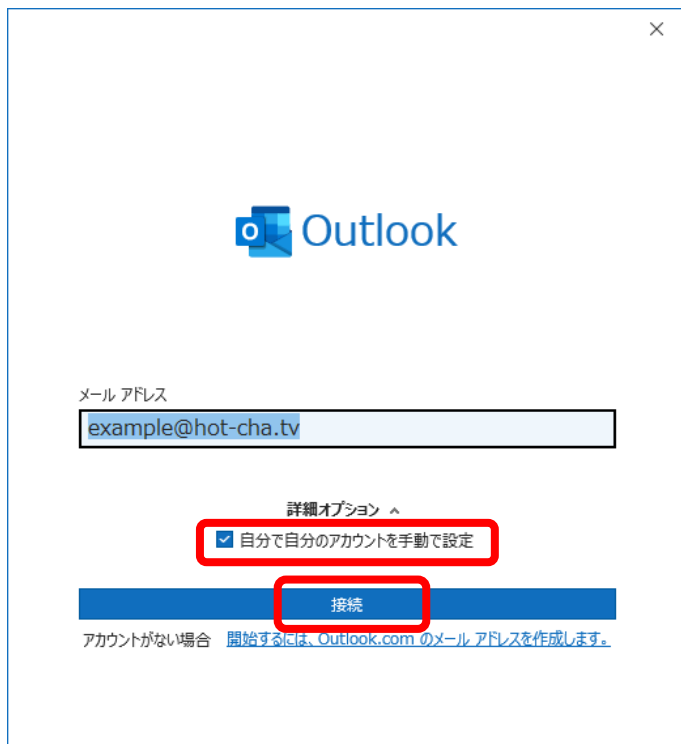 Outlook
メール アドレス
example@hot-cha.tv
詳細オプション
自分で自分のアカウントを手動で設定
接続
アカウントがない場合 開始するには、Outlook.com のメール アドレスを作成します。